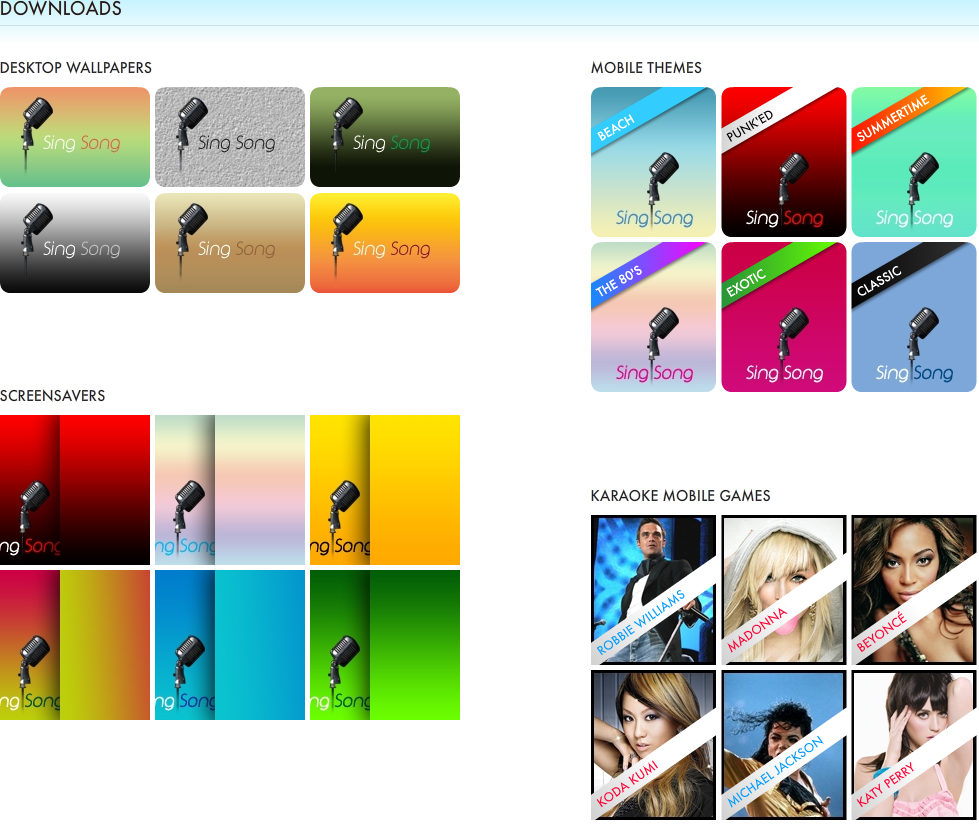 DOWNLOADS
DESKTOP WALLPAPERS
Sing Song
Sing Song
Sing Song
Sing Song
Sing Song
Sing Song
MOBILE THEMES
BEACH
Sing Song
PUNK'ED
Sing Song
SUMMERTIME
Sing Song
THE 80'S
Sing Song
EXOTIC
Sing Song
CLASSIC
Sing Song
SCREENSAVERS
ng Song
ng Song
ng Song
ng Song
ng Song
ng Song
KARAOKE MOBILE GAMES
ROBBIE WILLIAMS
MADONNA
BEYONCÉ
KODA KUMI
MICHAEL JACKSON
KATY PERRY